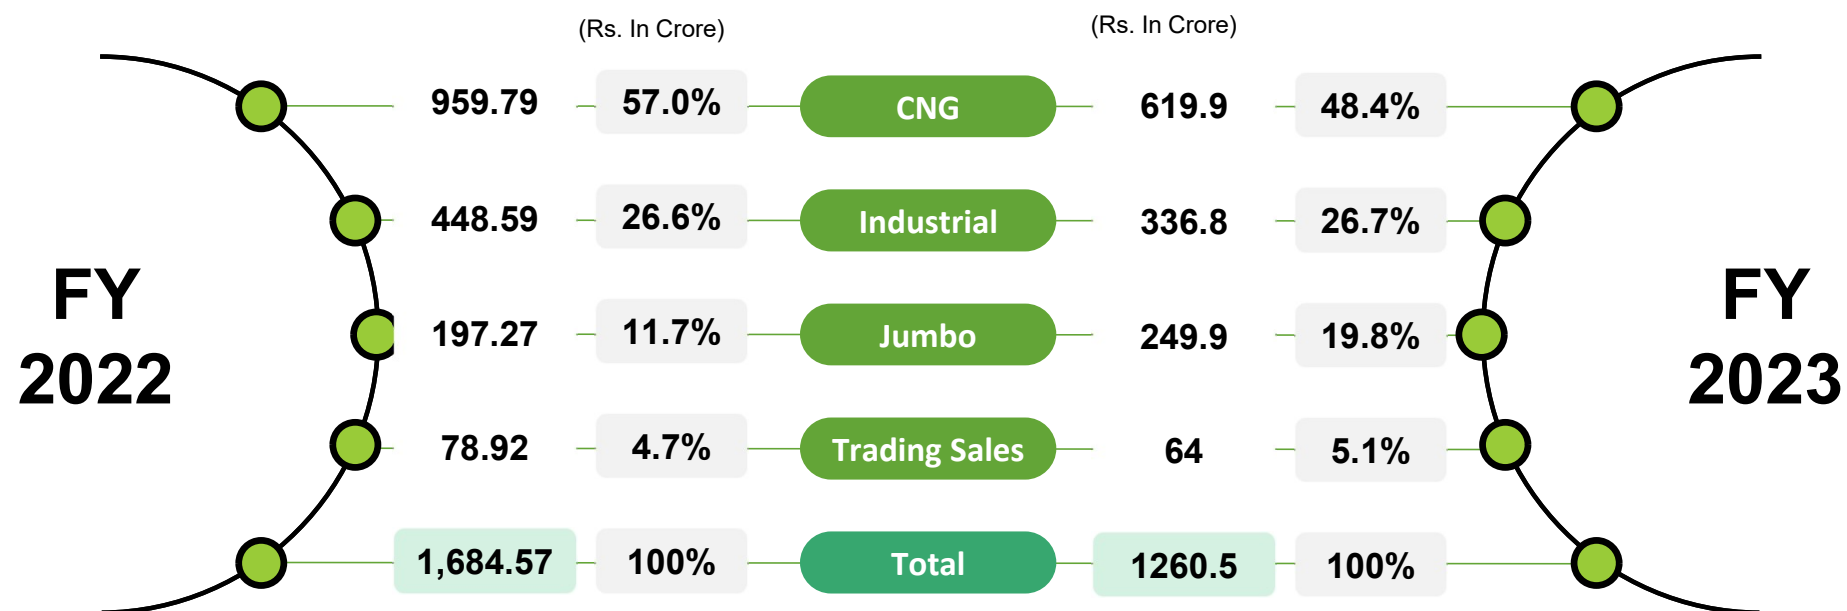 (Rs. In Crore) (Rs. In Crore)
959.79 57.0% CNG 619.9 48.4%
448.59 26.6% Industrial 336.8 26.7%
FY
2022
197.27 11.7% Jumbo 249.9 19.8%
FY
2023
78.92 4.7% Trading Sales 64 5.1%
1,684.57 100% Total 1260.5 100%